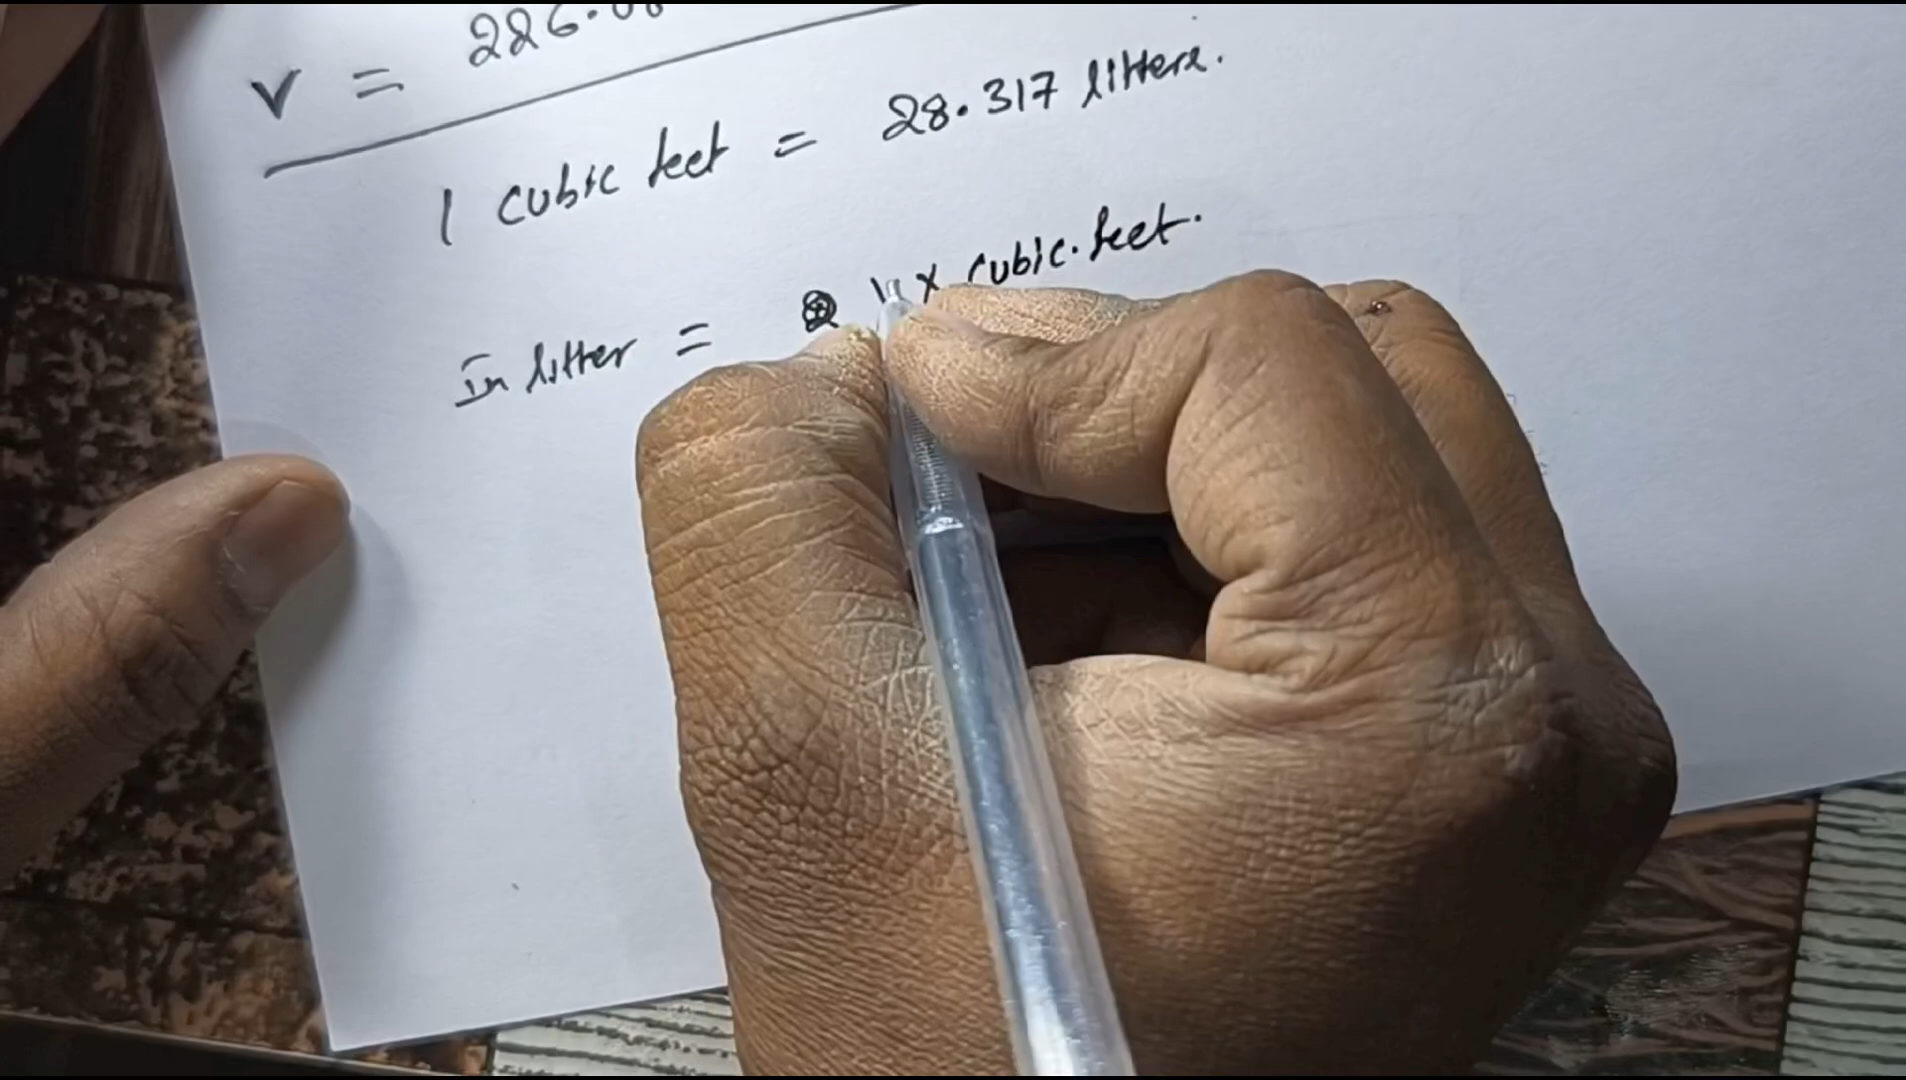 V = 226.
1 cubic feet = 28.317 litters.
In litter = V x cubic.feet.